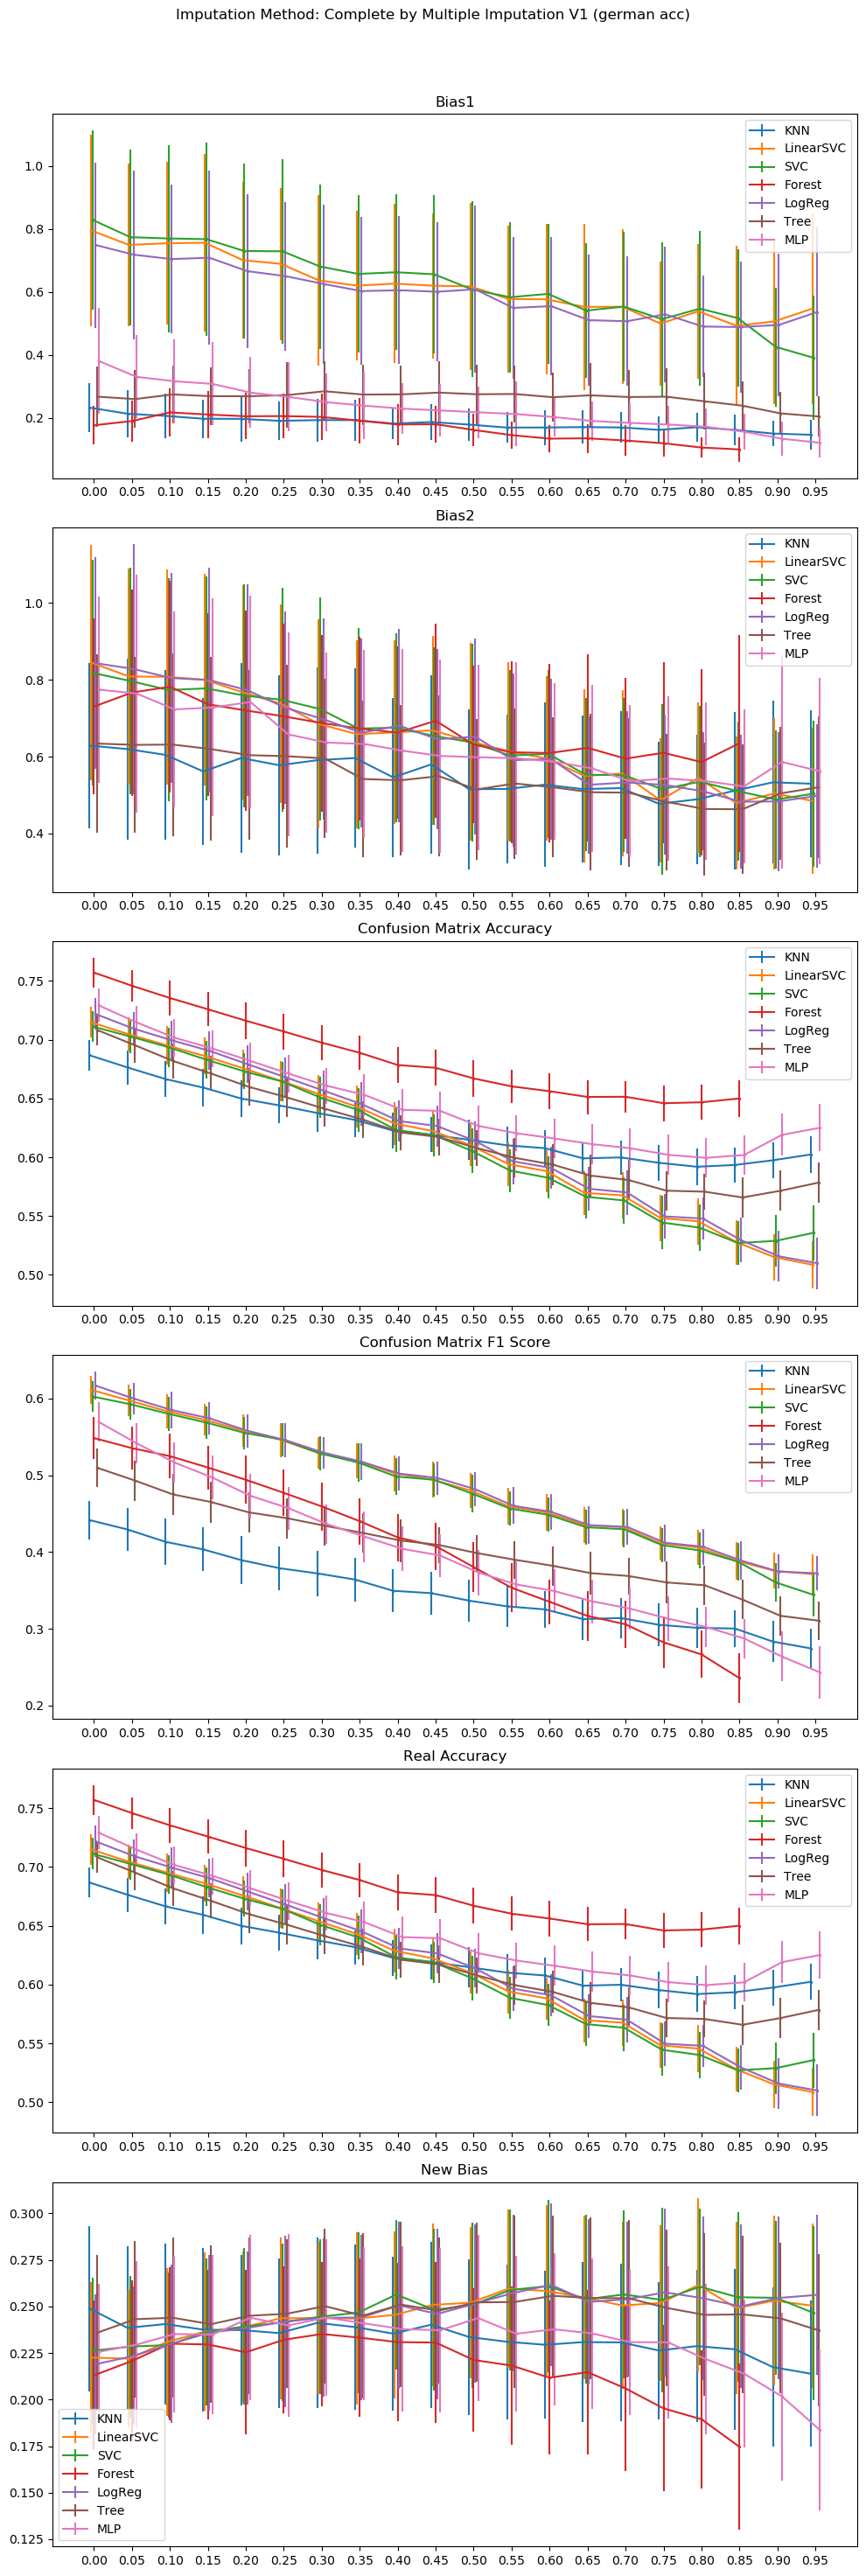 Imputation Method: Complete by Multiple Imputation V1 (german acc)
Bias1
1.0
0.8
0.6
0.4
0.2
KNN
LinearSVC
SVC
Forest
LogReg
Tree
MLP
0.00 0.05 0.10 0.15 0.20 0.25 0.30 0.35 0.40 0.45 0.50 0.55 0.60 0.65 0.70 0.75 0.80 0.85 0.90 0.95
Bias2
1.0
0.8
0.6
0.4
KNN
LinearSVC
SVC
Forest
LogReg
Tree
MLP
0.00 0.05 0.10 0.15 0.20 0.25 0.30 0.35 0.40 0.45 0.50 0.55 0.60 0.65 0.70 0.75 0.80 0.85 0.90 0.95
Confusion Matrix Accuracy
0.75
0.70
0.65
0.60
0.55
0.50
KNN
LinearSVC
SVC
Forest
LogReg
Tree
MLP
0.00 0.05 0.10 0.15 0.20 0.25 0.30 0.35 0.40 0.45 0.50 0.55 0.60 0.65 0.70 0.75 0.80 0.85 0.90 0.95
Confusion Matrix F1 Score
0.6
0.5
0.4
0.3
0.2
KNN
LinearSVC
SVC
Forest
LogReg
Tree
MLP
0.00 0.05 0.10 0.15 0.20 0.25 0.30 0.35 0.40 0.45 0.50 0.55 0.60 0.65 0.70 0.75 0.80 0.85 0.90 0.95
Real Accuracy
0.75
0.70
0.65
0.60
0.55
0.50
KNN
LinearSVC
SVC
Forest
LogReg
Tree
MLP
0.00 0.05 0.10 0.15 0.20 0.25 0.30 0.35 0.40 0.45 0.50 0.55 0.60 0.65 0.70 0.75 0.80 0.85 0.90 0.95
New Bias
0.300
0.275
0.250
0.225
0.200
0.175
0.150
0.125
KNN
LinearSVC
SVC
Forest
LogReg
Tree
MLP
0.00 0.05 0.10 0.15 0.20 0.25 0.30 0.35 0.40 0.45 0.50 0.55 0.60 0.65 0.70 0.75 0.80 0.85 0.90 0.95